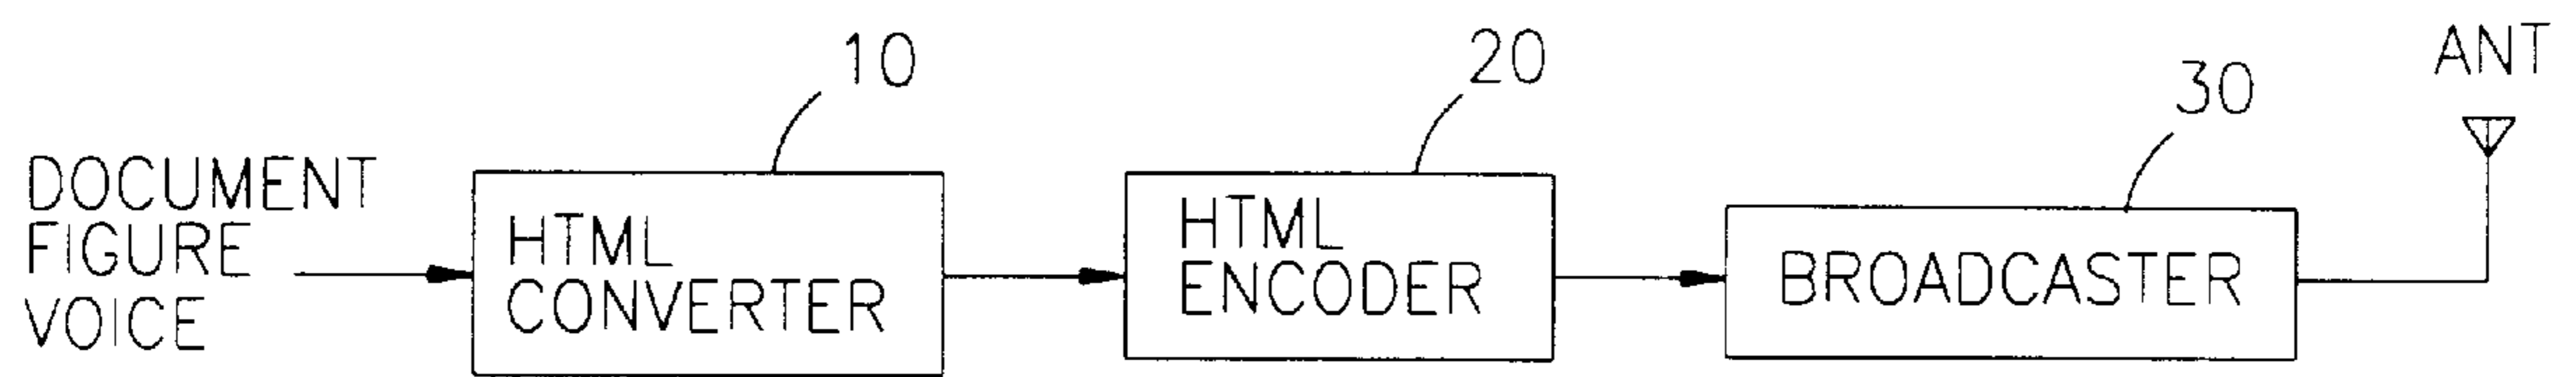 DOCUMENT
FIGURE
VOICE
10
HTML
CONVERTER
20
HTML
ENCODER
30
BROADCASTER
ANT